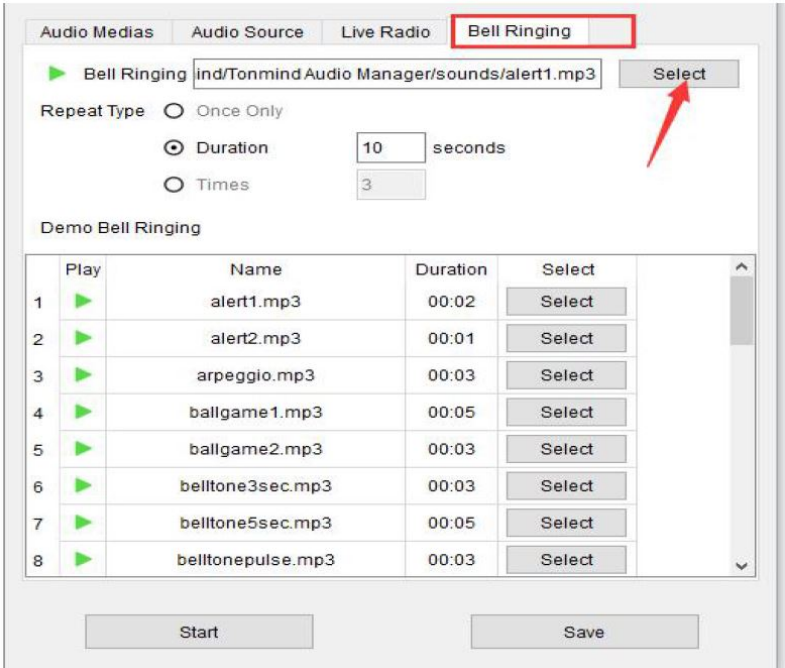 Audio Medias Audio Source Live Radio Bell Ringing
Bell Ringing ind/Tonmind Audio Manager/sounds/alert1.mp3 Select
Repeat Type Once Only
Duration 10 seconds
Times 3
Demo Bell Ringing
Play Name Duration Select
1 alert1.mp3 00:02 Select
2 alert2.mp3 00:01 Select
3 arpeggio.mp3 00:03 Select
4 ballgame1.mp3 00:05 Select
5 ballgame2.mp3 00:03 Select
6 belltone3sec.mp3 00:03 Select
7 belltone5sec.mp3 00:05 Select
8 belltonepulse.mp3 00:03 Select
Start Save